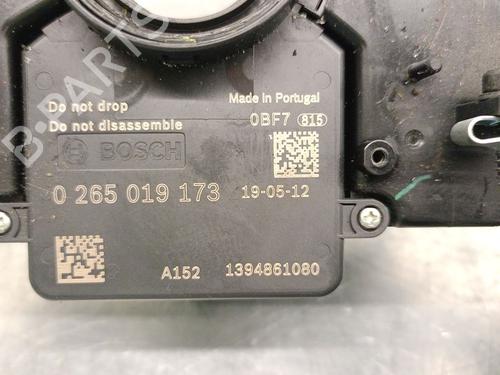 Do not drop
Do not disassemble
Made in Portugal
0BF7 815
BOSCH
0 265 019 173
19-05-12
A152 1394861080
B-PARTS